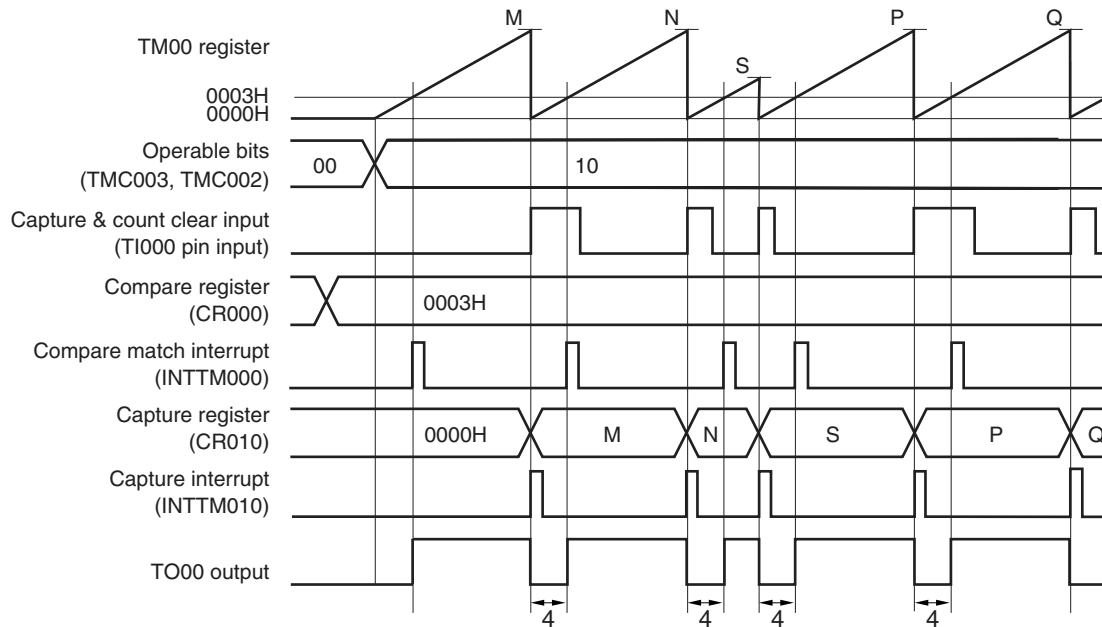 M N P Q
TM00 register
S
0003H
0000H
Operable bits
(TMC003, TMC002)
00 10
Capture & count clear input
(TI000 pin input)
Compare register
(CR000)
0003H
Compare match interrupt
(INTTM000)
Capture register
(CR010)
0000H M N S P Q
Capture interrupt
(INTTM010)
TO00 output
4 4 4 4